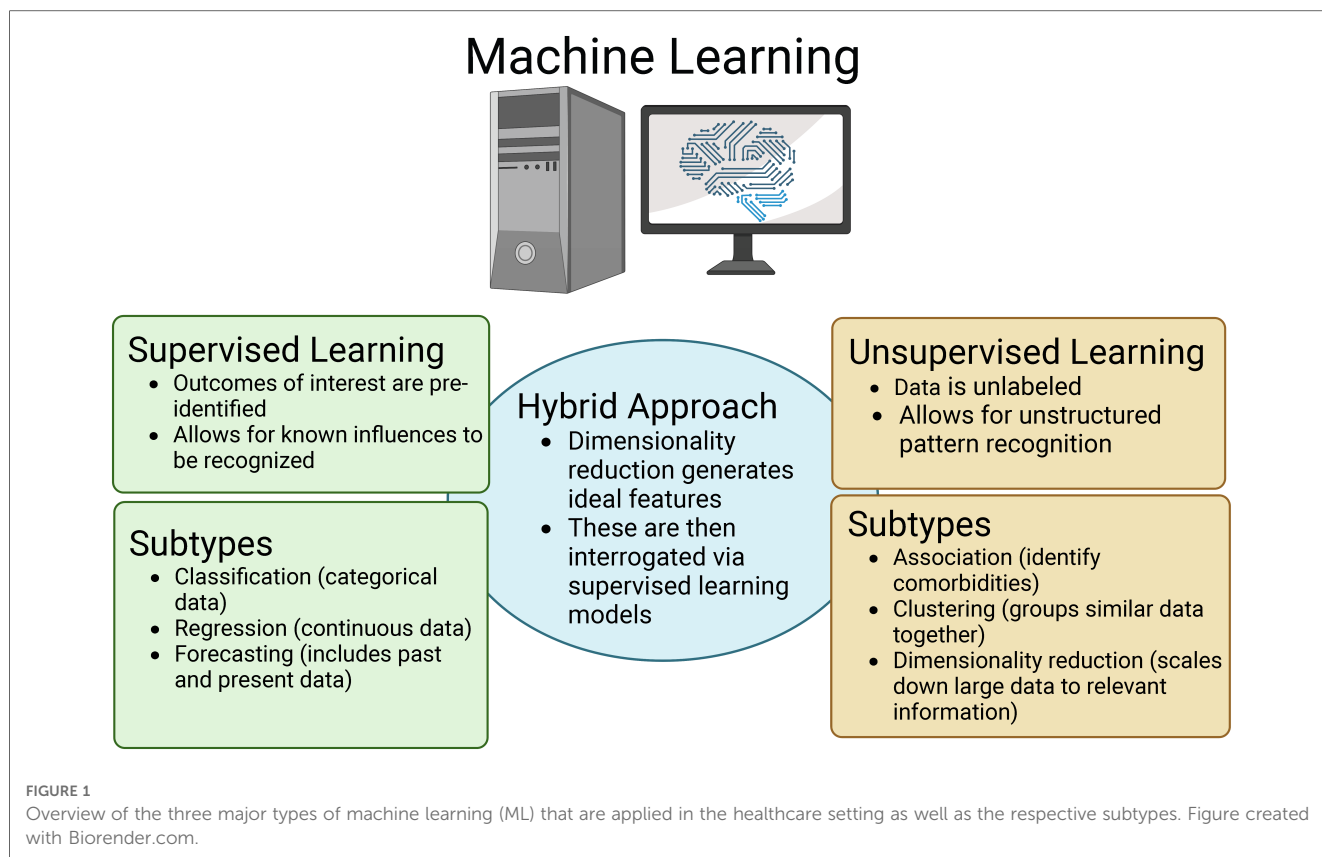 Machine Learning
Supervised Learning
• Outcomes of interest are pre-
identified
• Allows for known influences to
be recognized
Subtypes
• Classification (categorical
data)
• Regression (continuous data)
• Forecasting (includes past
and present data)
Hybrid Approach
• Dimensionality
reduction generates
ideal features
• These are then
interrogated via
supervised learning
models
Unsupervised Learning
• Data is unlabeled
• Allows for unstructured
pattern recognition
Subtypes
• Association (identify
comorbidities)
• Clustering (groups similar data
together)
• Dimensionality reduction (scales
down large data to relevant
information)
FIGURE 1
Overview of the three major types of machine learning (ML) that are applied in the healthcare setting as well as the respective subtypes. Figure created
with Biorender.com.